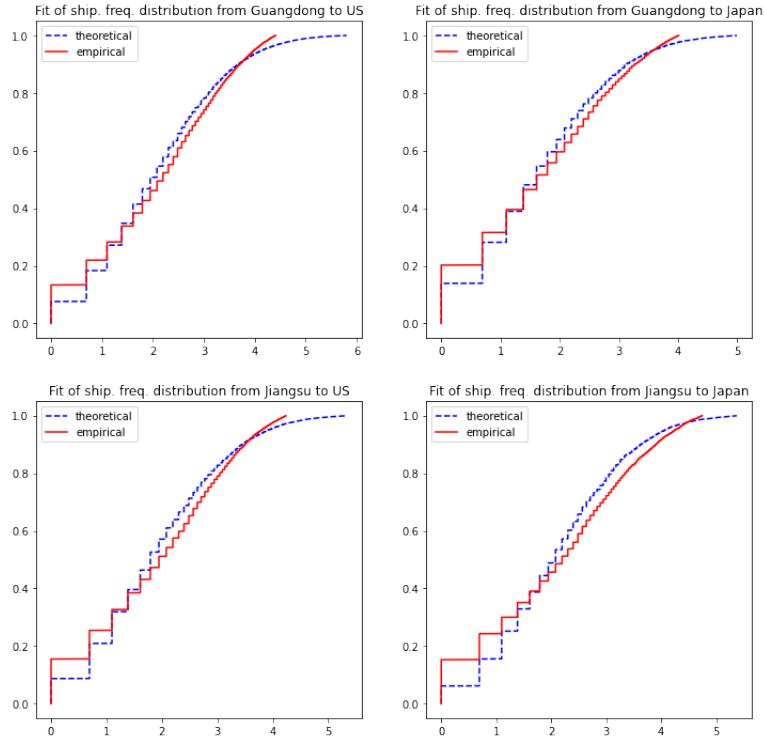 Fit of ship. freq. distribution from Guangdong to US
theoretical
empirical
1.0
0.8
0.6
0.4
0.2
0.0
0 1 2 3 4 5 6
Fit of ship. freq. distribution from Guangdong to Japan
theoretical
empirical
1.0
0.8
0.6
0.4
0.2
0.0
0 1 2 3 4 5
Fit of ship. freq. distribution from Jiangsu to US
theoretical
empirical
1.0
0.8
0.6
0.4
0.2
0.0
0 1 2 3 4 5
Fit of ship. freq. distribution from Jiangsu to Japan
theoretical
empirical
1.0
0.8
0.6
0.4
0.2
0.0
0 1 2 3 4 5